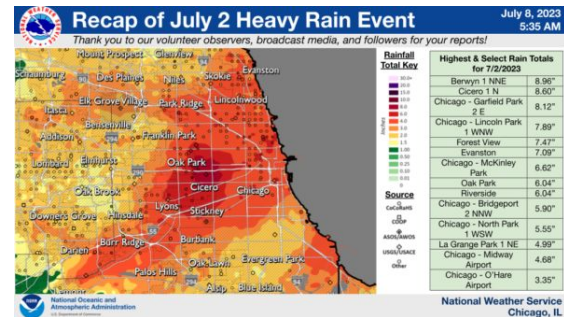 Recap of July 2 Heavy Rain Event
July 8, 2023
5:35 AM
Thank you to our volunteer observers, broadcast media, and followers for your reports!
Mount Prospect
Glenview
Evanston
Schaumburg
Des Plaines
Niles
Skokie
Elk Grove Village
Park Ridge
Lincolnwood
Itasca
Bensenville
Addison
Franklin Park
Lombard
Elmhurst
Oak Park
Oak Brook
Cicero
Chicago
Lyons
Stickney
Downers Grove
Hinsdale
Burr Ridge
Burbank
Darien
Oak Lawn
Evergreen Park
Palos Hills
Alsip
Blue Island
Rainfall
Total Key
Source
CoCoRaHS
COOP
ASOS/AWOS
USGS/USACE
Other
Highest & Select Rain Totals
for 7/2/2023
Berwyn 1 NNE 8.96"
Cicero 1 N 8.60"
Chicago - Garfield Park
2 E 8.12"
Chicago - Lincoln Park
1 WNW 7.89"
Forest View 7.47"
Evanston 7.09"
Chicago - McKinley
Park 6.62"
Oak Park 6.04"
Riverside 6.04"
Chicago - Bridgeport
2 NNW 5.90"
Chicago - North Park
1 WSW 5.55"
La Grange Park 1 NE 4.99"
Chicago - Midway
Airport 4.68"
Chicago - O'Hare
Airport 3.35"
National Oceanic and
Atmospheric Administration
U.S. Department of Commerce
National Weather Service
Chicago, IL